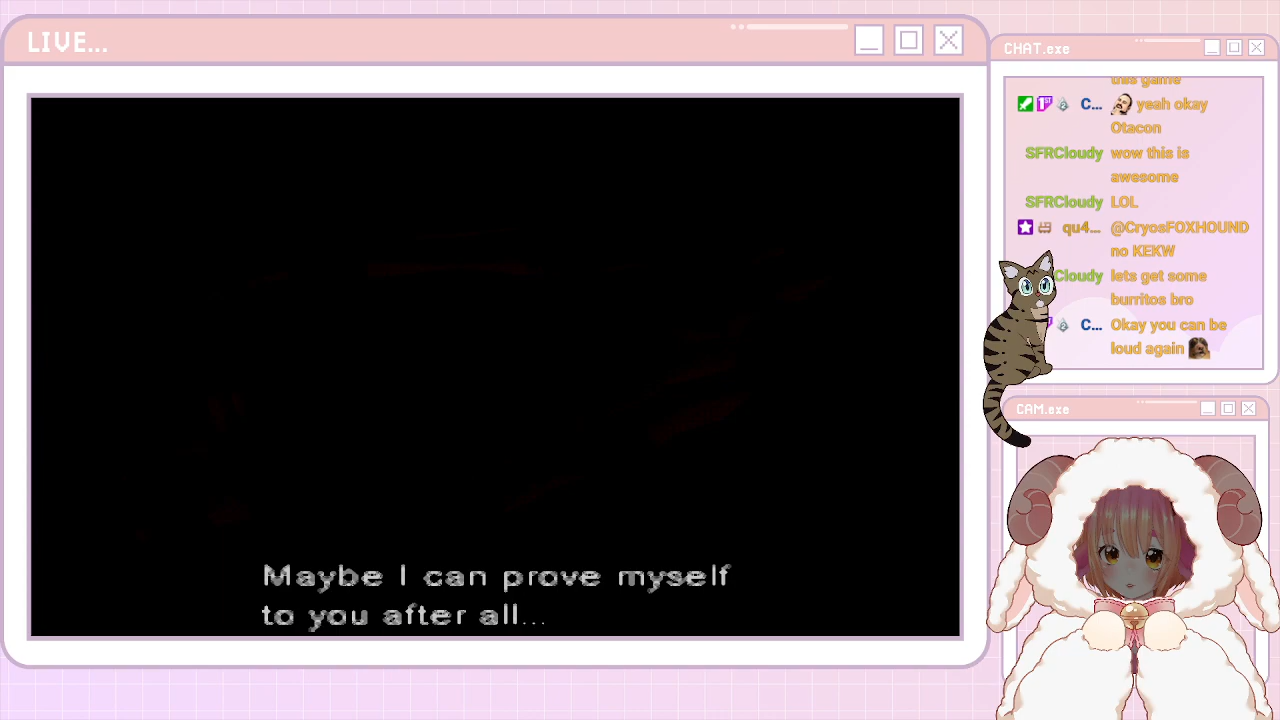 LIVE...
Maybe I can prove myself
to you after all...
CHAT.exe
this game
C... yeah okay
Otacon
SFRCloudy wow this is
awesome
SFRCloudy LOL
qu4... @CryosFOXHOUND
no KEKW
Cloudy lets get some
burritos bro
C... Okay you can be
loud again
CAM.exe